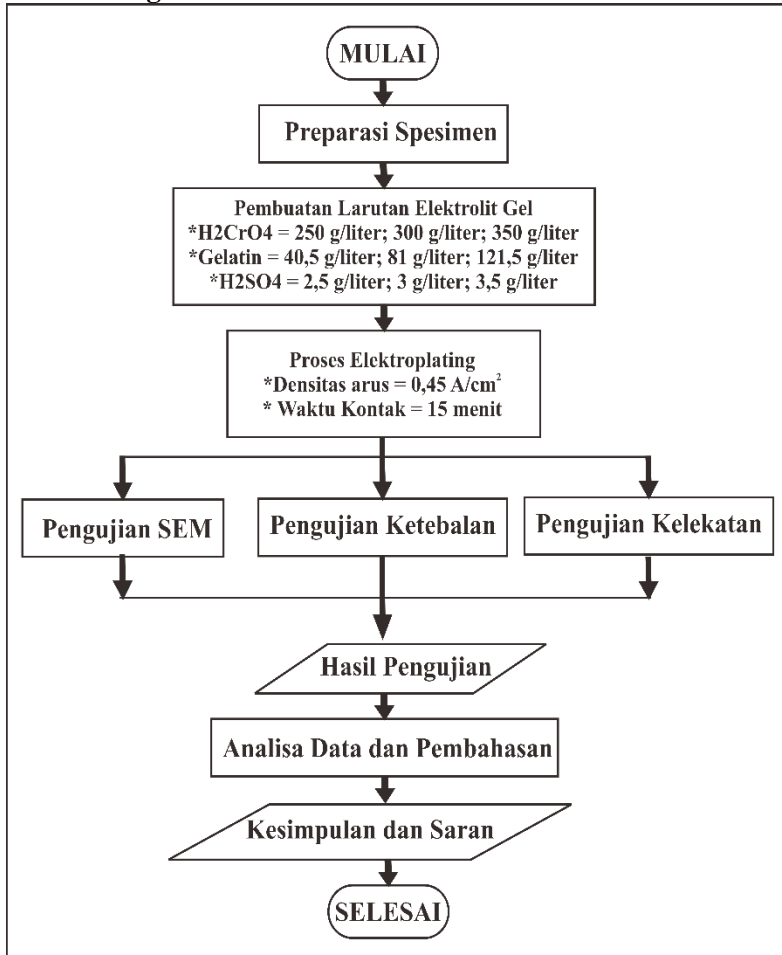 MULAI
Preparasi Spesimen
Pembuatan Larutan Elektrolit Gel
*H2CrO4 = 250 g/liter; 300 g/liter; 350 g/liter
*Gelatin = 40,5 g/liter; 81 g/liter; 121,5 g/liter
*H2SO4 = 2,5 g/liter; 3 g/liter; 3,5 g/liter
Proses Elektroplating
*Densitas arus = 0,45 A/cm²
* Waktu Kontak = 15 menit
Pengujian SEM
Pengujian Ketebalan
Pengujian Kelekatan
Hasil Pengujian
Analisa Data dan Pembahasan
Kesimpulan dan Saran
SELESAI